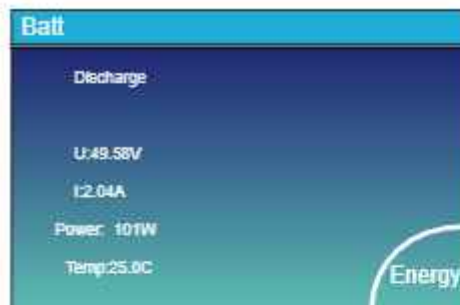 Batt
Discharge
U:49.58V
I:2.04A
Power: 101W
Temp:25.0C
Energy